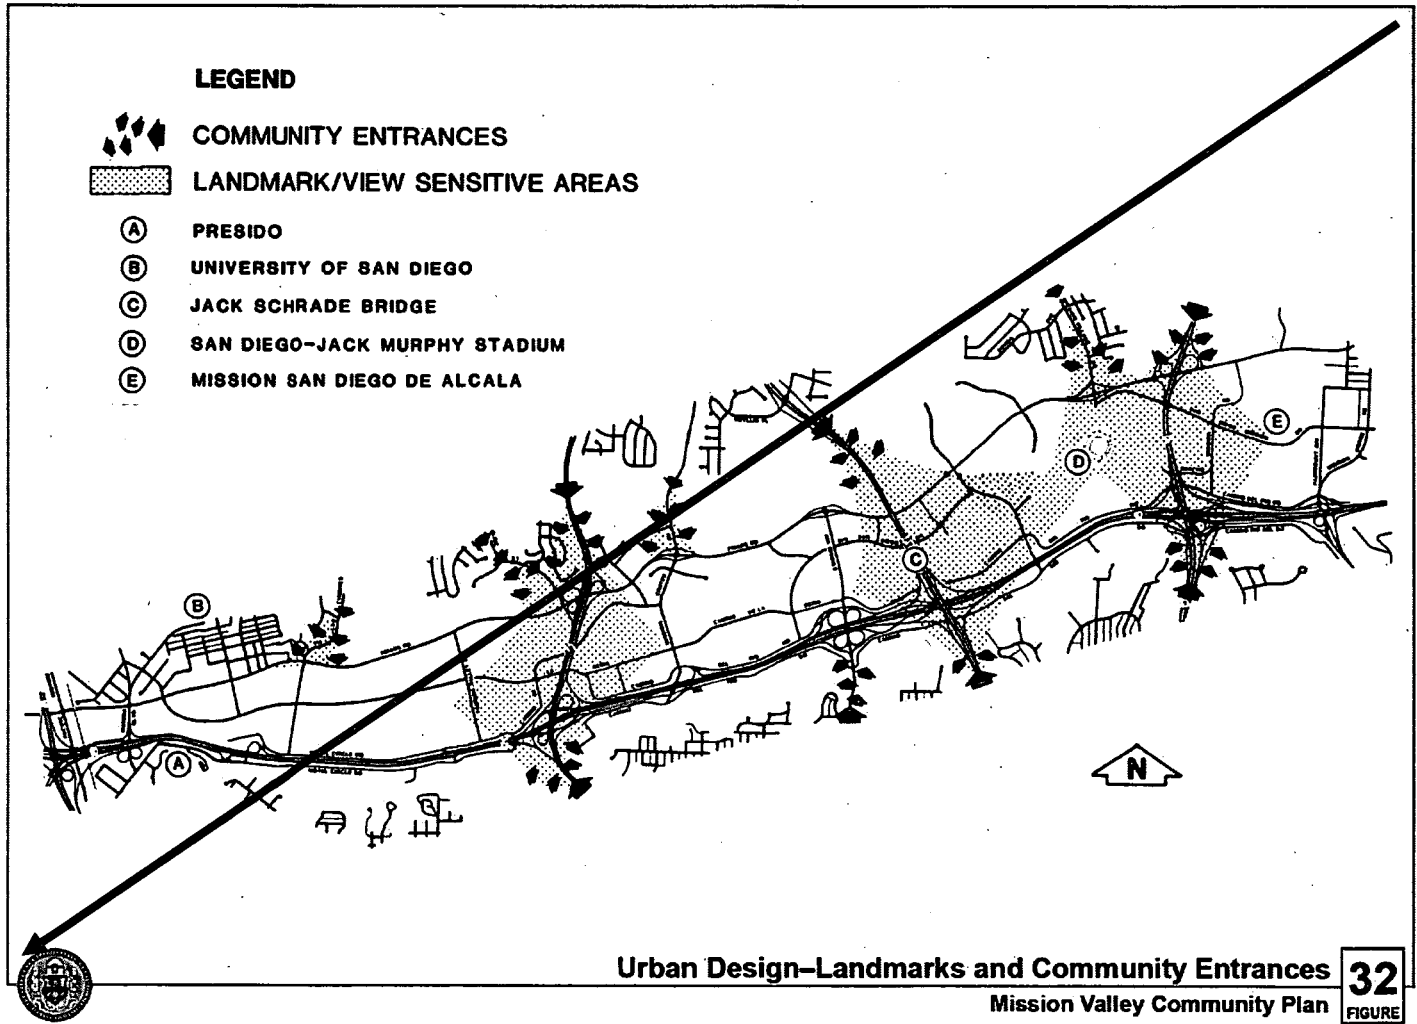 LEGEND
COMMUNITY ENTRANCES
LANDMARK/VIEW SENSITIVE AREAS
A PRESIDO
B UNIVERSITY OF SAN DIEGO
C JACK SCHRADE BRIDGE
D SAN DIEGO-JACK MURPHY STADIUM
E MISSION SAN DIEGO DE ALCALA
E
D
C
B
A
N
Urban Design–Landmarks and Community Entrances
Mission Valley Community Plan
32
FIGURE